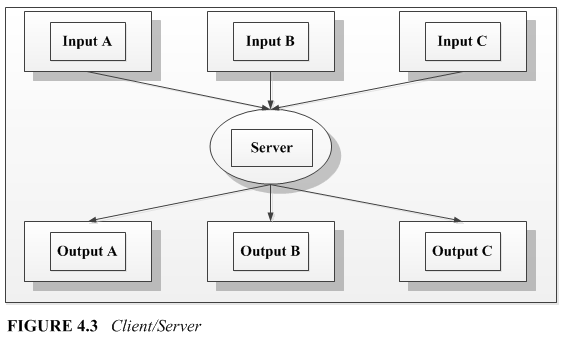 Input A
Input B
Input C
Server
Output A
Output B
Output C
FIGURE 4.3 Client/Server